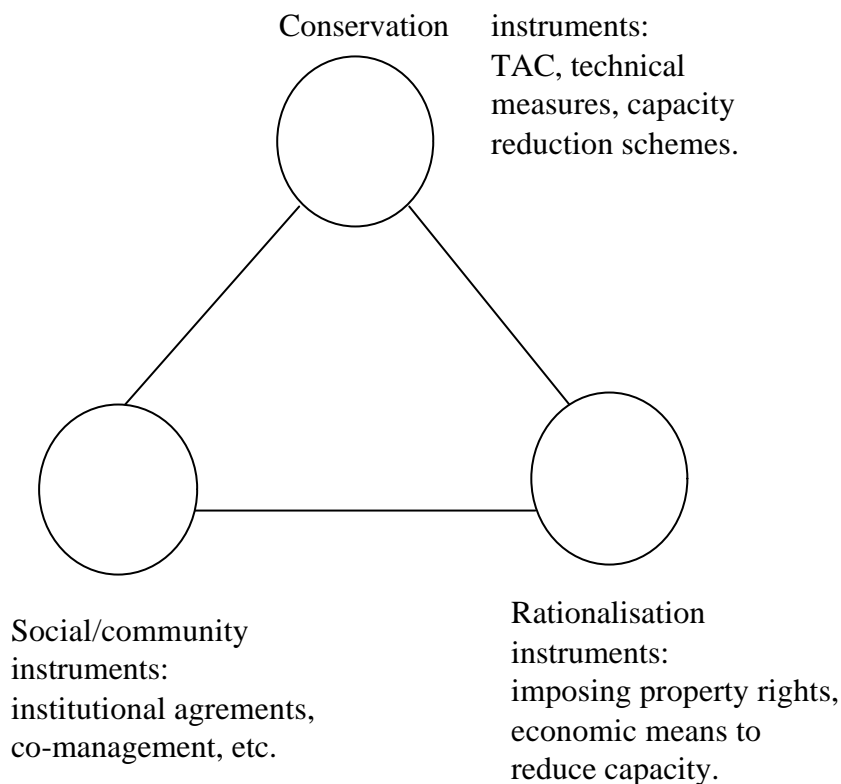 Conservation instruments:
TAC, technical
measures, capacity
reduction schemes.
Social/community
instruments:
institutional agrements,
co-management, etc.
Rationalisation
instruments:
imposing property rights,
economic means to
reduce capacity.